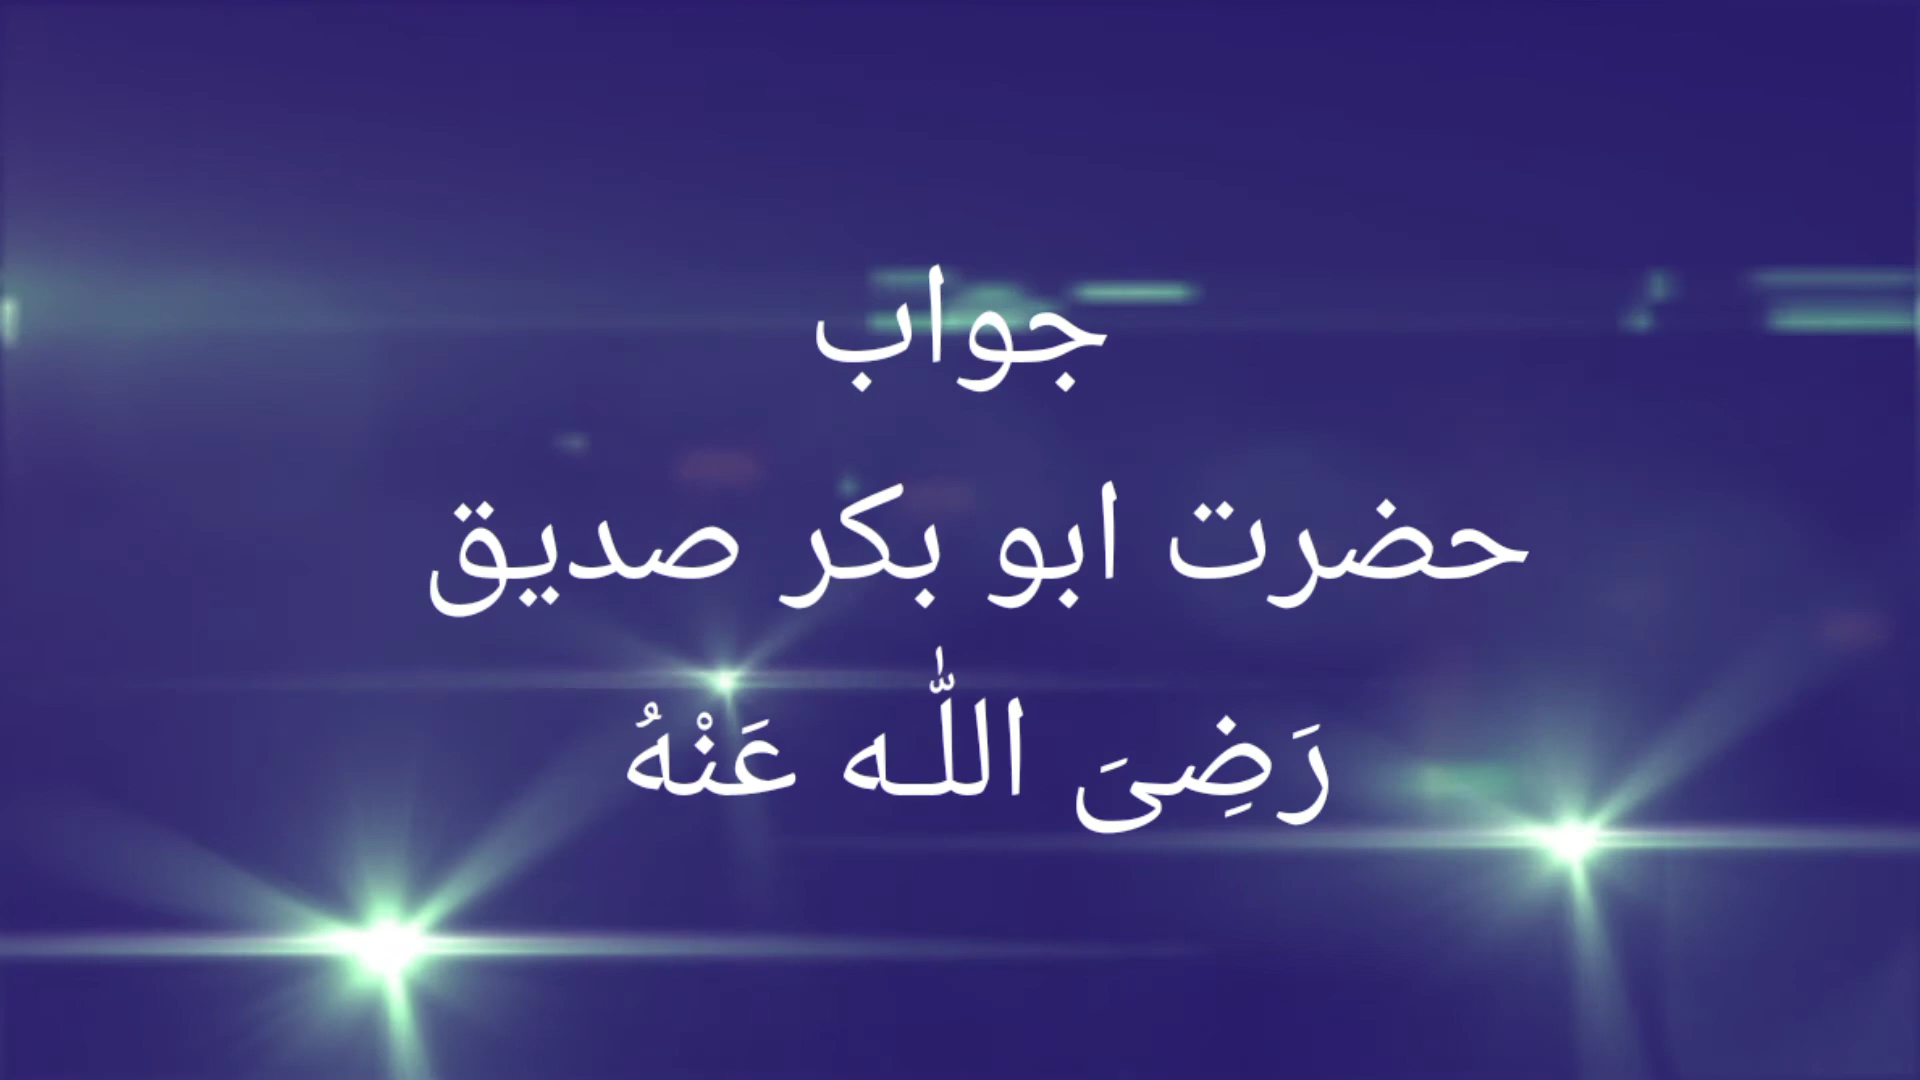 جواب
حضرت ابو بکر صدیق
رَضِیَ اللّٰه عَنْهُ